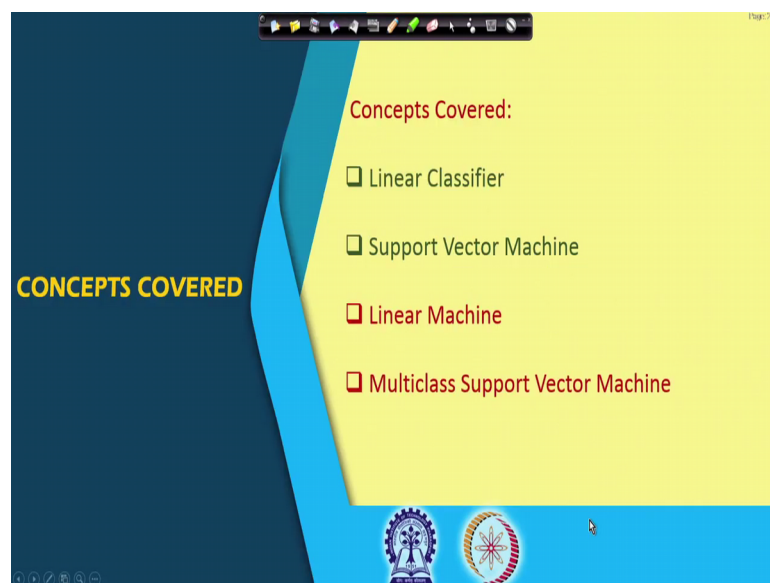 CONCEPTS COVERED
Concepts Covered:
Linear Classifier
Support Vector Machine
Linear Machine
Multiclass Support Vector Machine